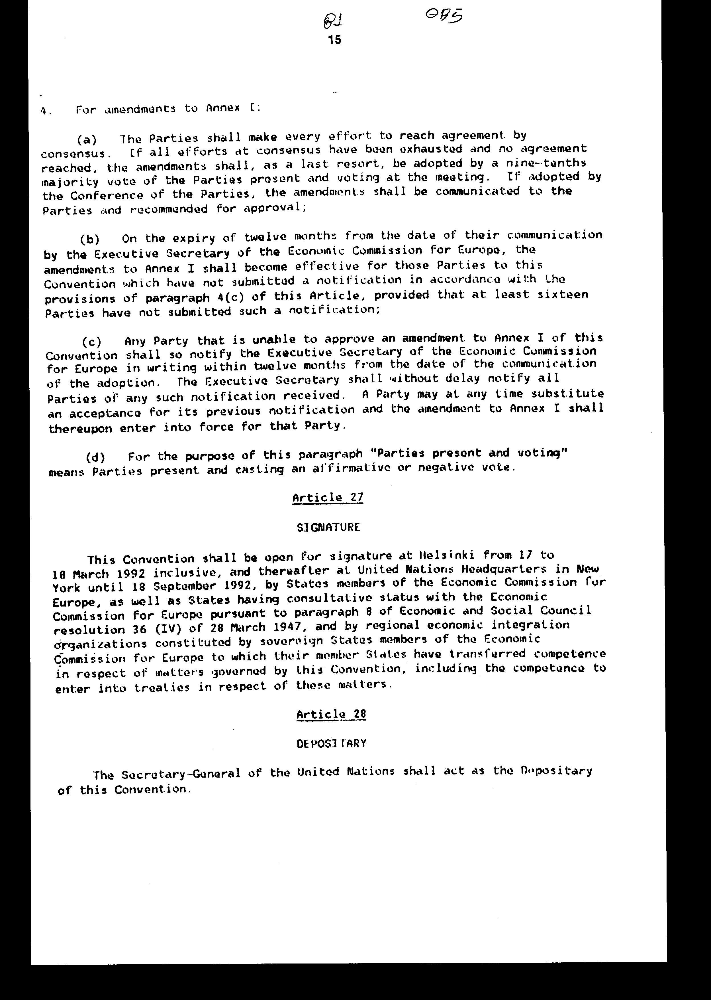 15
4. For amendments to Annex I:
(a) The Parties shall make every effort to reach agreement by
consensus. If all efforts at consensus have been exhausted and no agreement
reached, the amendments shall, as a last resort, be adopted by a nine-tenths
majority vote of the Parties present and voting at the meeting. If adopted by
the Conference of the Parties, the amendments shall be communicated to the
Parties and recommended for approval;
(b) On the expiry of twelve months from the date of their communication
by the Executive Secretary of the Economic Commission for Europe, the
amendments to Annex I shall become effective for those Parties to this
Convention which have not submitted a notification in accordance with the
provisions of paragraph 4(c) of this Article, provided that at least sixteen
Parties have not submitted such a notification;
(c) Any Party that is unable to approve an amendment to Annex I of this
Convention shall so notify the Executive Secretary of the Economic Commission
for Europe in writing within twelve months from the date of the communication
of the adoption. The Executive Secretary shall without delay notify all
Parties of any such notification received. A Party may at any time substitute
an acceptance for its previous notification and the amendment to Annex I shall
thereupon enter into force for that Party.
(d) For the purpose of this paragraph "Parties present and voting"
means Parties present and casting an affirmative or negative vote.
Article 27
SIGNATURE
This Convention shall be open for signature at Helsinki from 17 to
18 March 1992 inclusive, and thereafter at United Nations Headquarters in New
York until 18 September 1992, by States members of the Economic Commission for
Europe, as well as States having consultative status with the Economic
Commission for Europe pursuant to paragraph 8 of Economic and Social Council
resolution 36 (IV) of 28 March 1947, and by regional economic integration
organizations constituted by sovereign States members of the Economic
Commission for Europe to which their member States have transferred competence
in respect of matters governed by this Convention, including the competence to
enter into treaties in respect of these matters.
Article 28
DEPOSITARY
The Secretary-General of the United Nations shall act as the Depositary
of this Convention.